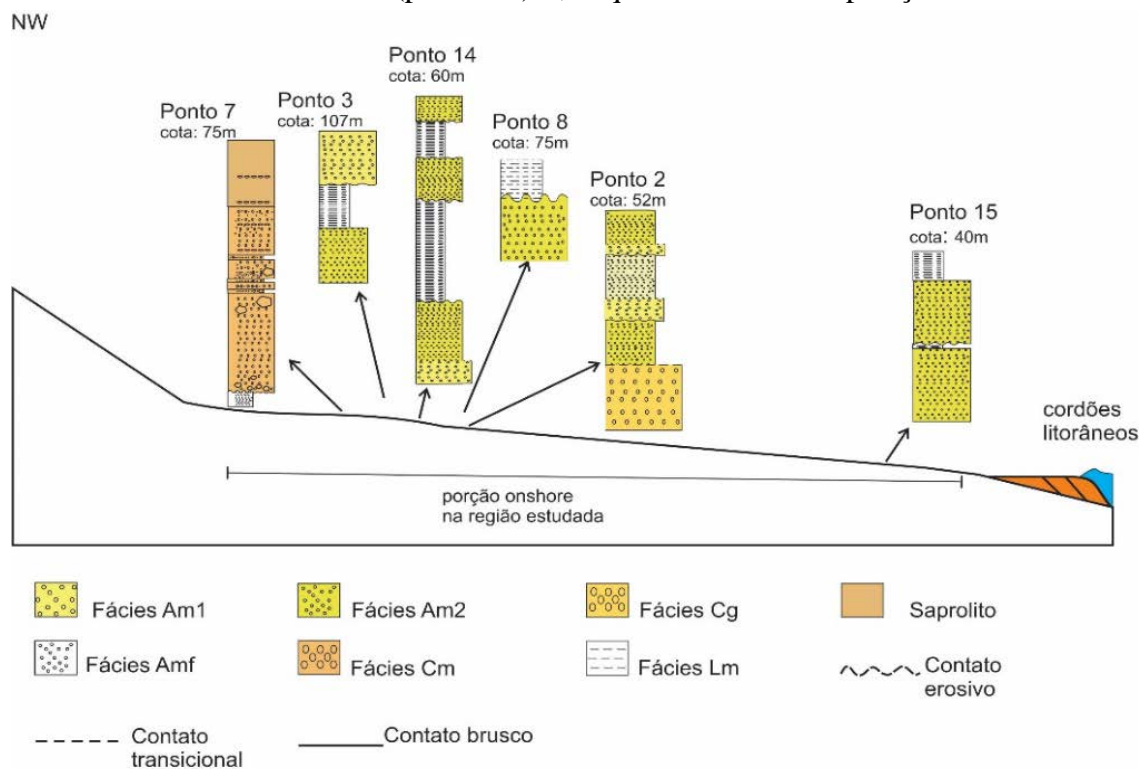 NW
Ponto 7
cota: 75m
Ponto 3
cota: 107m
Ponto 14
cota: 60m
Ponto 8
cota: 75m
Ponto 2
cota: 52m
Ponto 15
cota: 40m
cordões
litorâneos
porção onshore
na região estudada
Fácies Am1
Fácies Am2
Fácies Cg
Saprolito
Fácies Amf
Fácies Cm
Fácies Lm
Contato
erosivo
Contato
transicional
Contato brusco